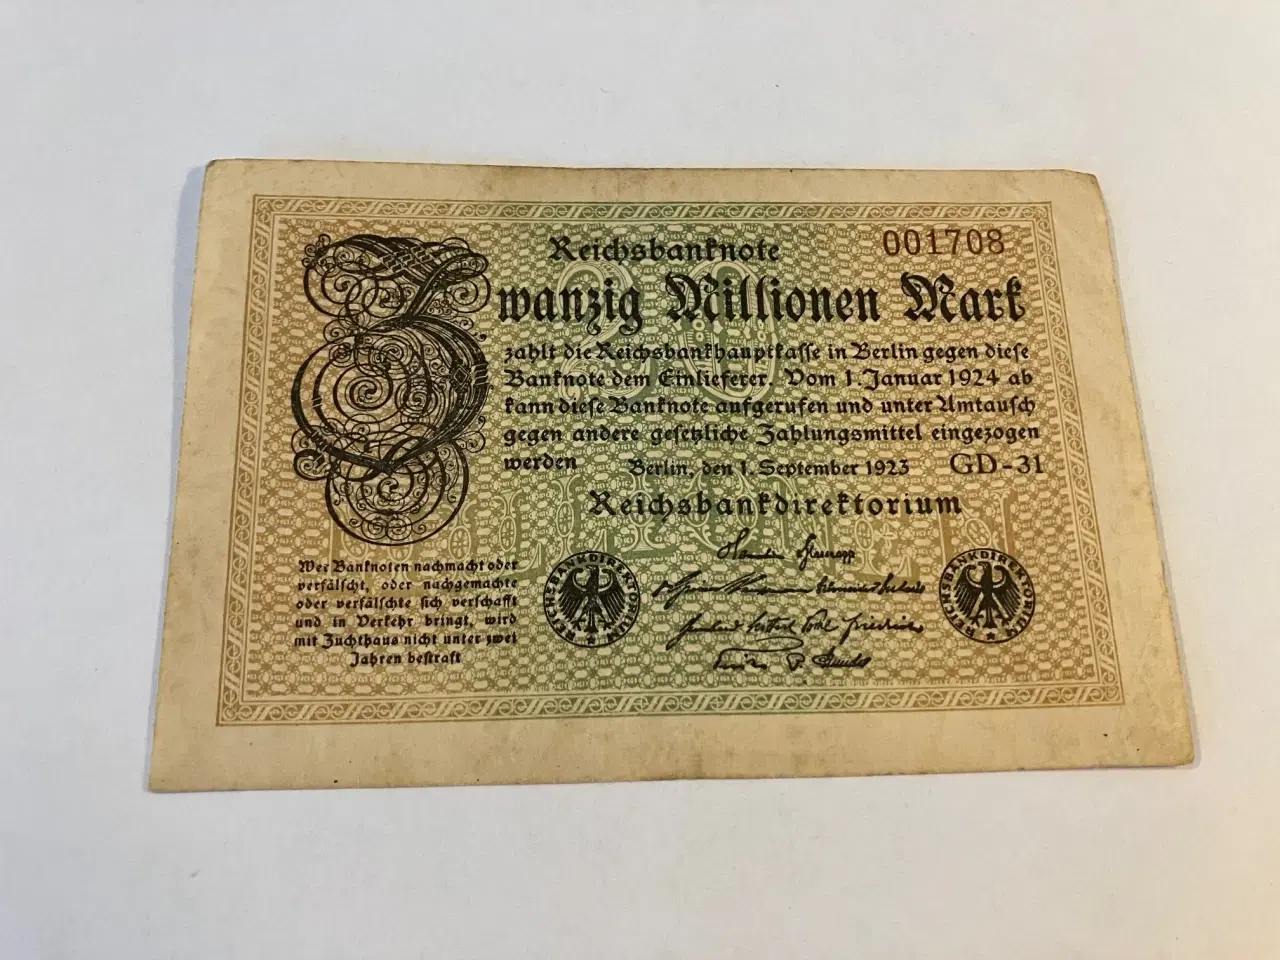 Reichsbanknote
001708
Zwanzig Millionen Mark
zahlt die Reichsbankhauptkasse in Berlin gegen diese
Banknote dem Einlieferer. Vom 1. Januar 1924 ab
kann diese Banknote aufgerufen und unter Umtausch
gegen andere gesetzliche Zahlungsmittel eingezogen
werden
Berlin, den 1. September 1923
GD-31
Reichsbankdirektorium
Wer Banknoten nachmacht oder
verfälscht, oder nachgemachte
oder verfälschte sich verschafft
und in Verkehr bringt, wird
mit Zuchthaus nicht unter zwei
Jahren bestraft
REICHSBANKDIREKTORIUM
REICHSBANKDIREKTORIUM
20